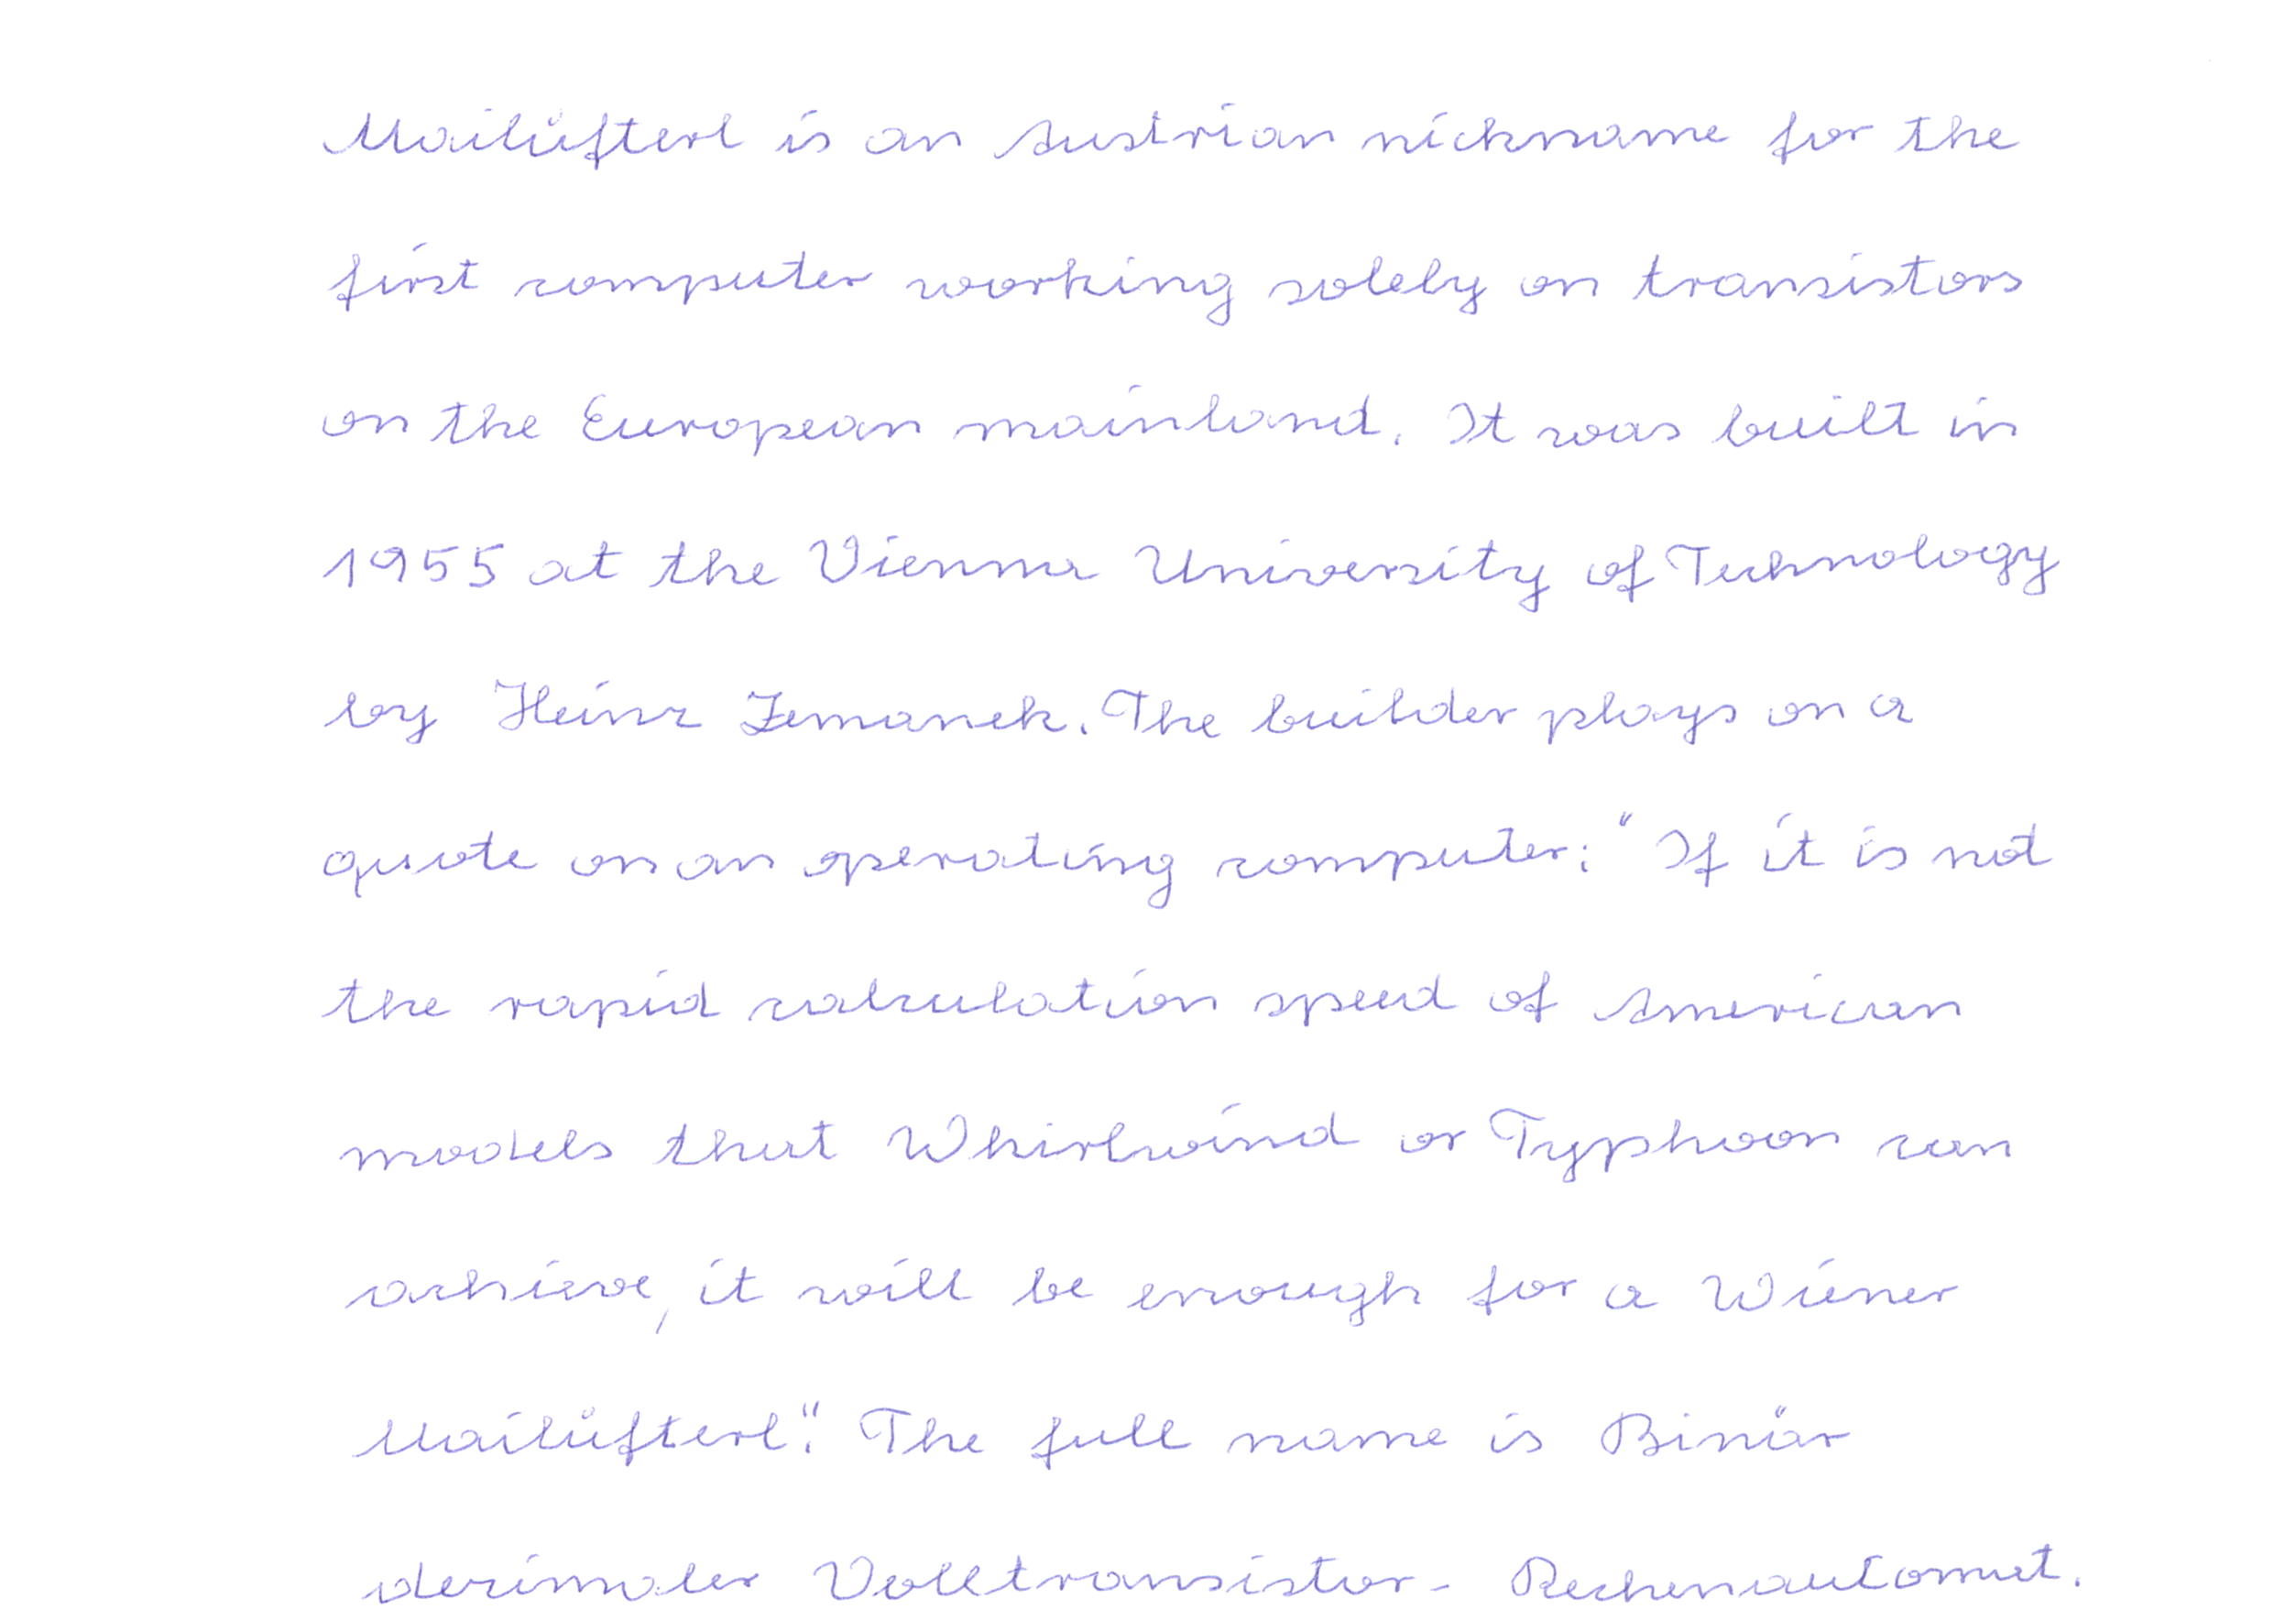 Mailüfterl is an Austrian nickname for the
first computer working solely on transistors
on the European mainland. It was built in
1955 at the Vienna University of Technology
by Heinz Zemanek. The builder plays on a
quote on an operating computer: "If it is not
the rapid calculation speed of American
models that Whirlwind or Typhoon can
achieve, it will be enough for a Wiener
Mailüfterl". The full name is Binär
dezimaler Volltransistor-Rechenautomat.